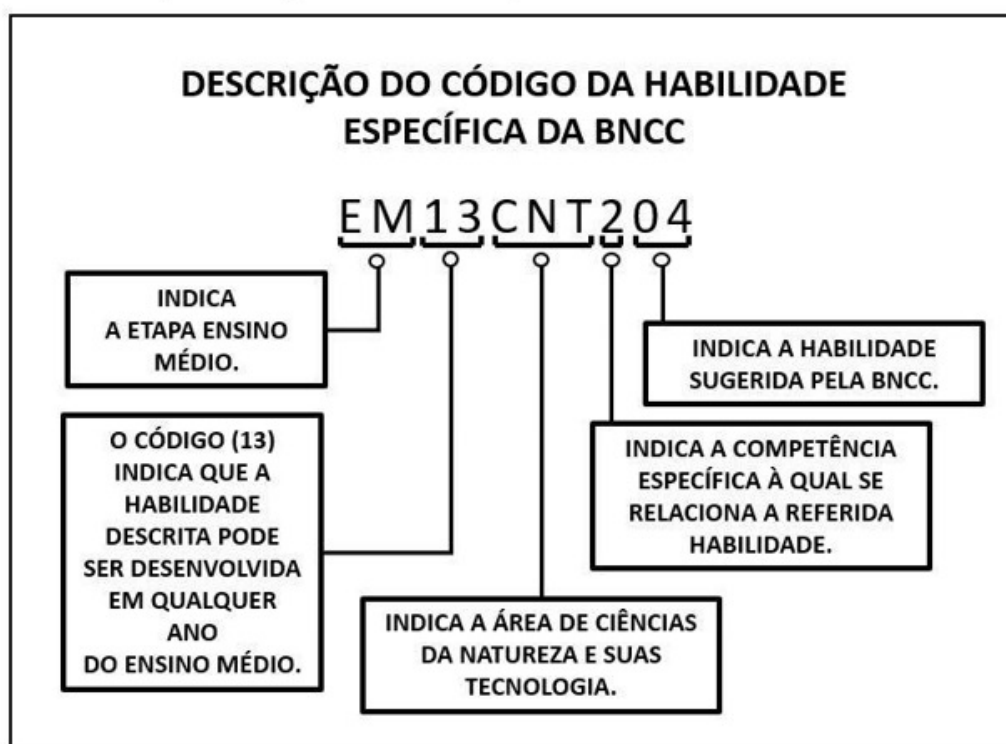 DESCRIÇÃO DO CÓDIGO DA HABILIDADE
ESPECÍFICA DA BNCC
EM13CNT204
INDICA
A ETAPA ENSINO
MÉDIO.
O CÓDIGO (13)
INDICA QUE A
HABILIDADE
DESCRITA PODE
SER DESENVOLVIDA
EM QUALQUER
ANO
DO ENSINO MÉDIO.
INDICA A ÁREA DE CIÊNCIAS
DA NATUREZA E SUAS
TECNOLOGIA.
INDICA A COMPETÊNCIA
ESPECÍFICA À QUAL SE
RELACIONA A REFERIDA
HABILIDADE.
INDICA A HABILIDADE
SUGERIDA PELA BNCC.